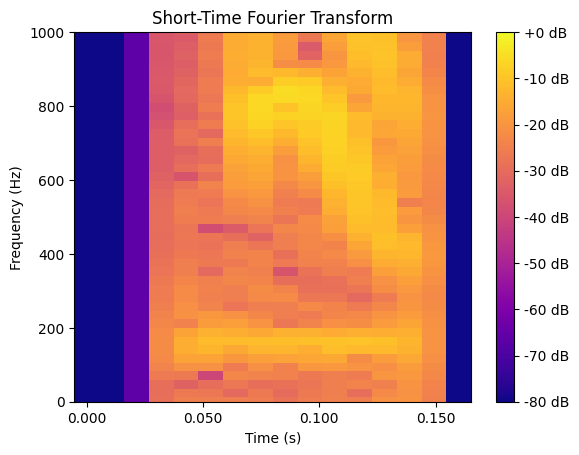 Short-Time Fourier Transform
1000
800
600
400
200
0
Frequency (Hz)
0.000
0.050
0.100
0.150
Time (s)
+0 dB
-10 dB
-20 dB
-30 dB
-40 dB
-50 dB
-60 dB
-70 dB
-80 dB